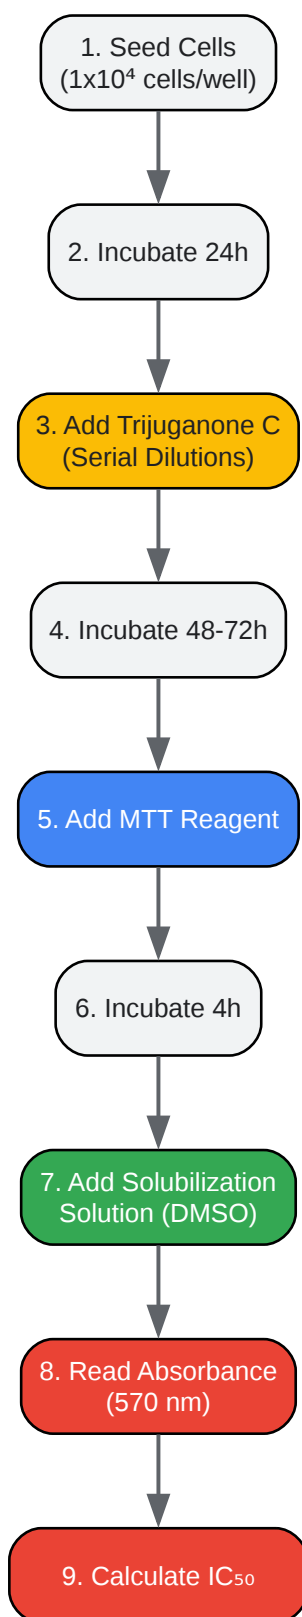 1. Seed Cells
(1x10⁴ cells/well)
2. Incubate 24h
3. Add Trijuganone C
(Serial Dilutions)
4. Incubate 48-72h
5. Add MTT Reagent
6. Incubate 4h
7. Add Solubilization
Solution (DMSO)
8. Read Absorbance
(570 nm)
9. Calculate IC₅₀